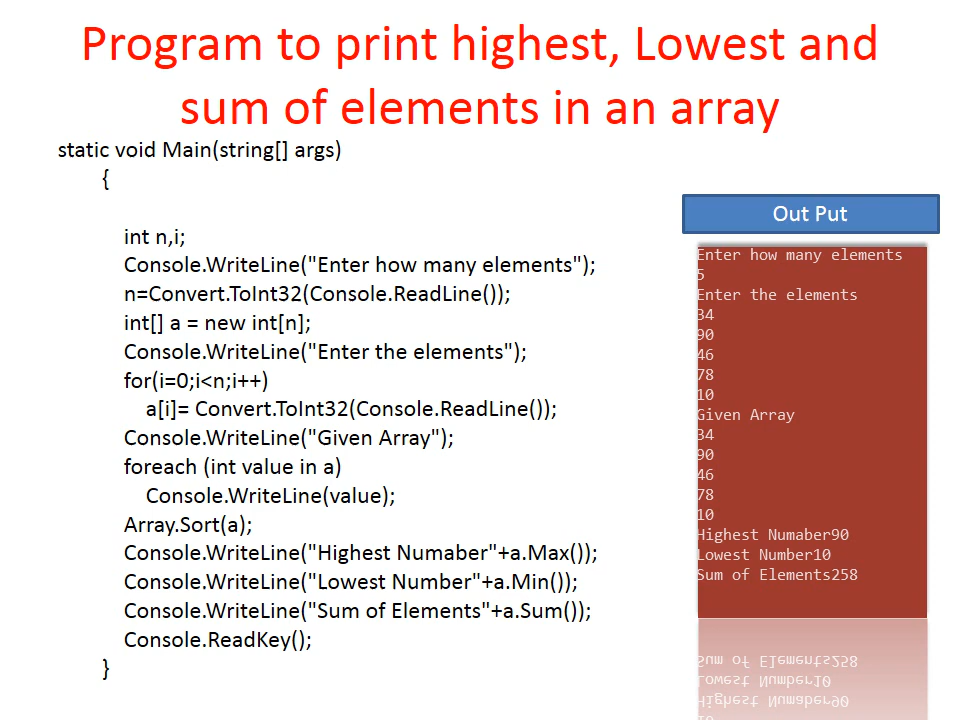 Program to print highest, Lowest and
sum of elements in an array
static void Main(string[] args)
{
int n,i;
Console.WriteLine("Enter how many elements");
n=Convert.ToInt32(Console.ReadLine());
int[] a = new int[n];
Console.WriteLine("Enter the elements");
for(i=0;i<n;i++)
a[i]= Convert.ToInt32(Console.ReadLine());
Console.WriteLine("Given Array");
foreach (int value in a)
Console.WriteLine(value);
Array.Sort(a);
Console.WriteLine("Highest Numaber"+a.Max());
Console.WriteLine("Lowest Number"+a.Min());
Console.WriteLine("Sum of Elements"+a.Sum());
Console.ReadKey();
}
Out Put
Enter how many elements
5
Enter the elements
34
90
46
78
10
Given Array
34
90
46
78
10
Highest Numaber90
Lowest Number10
Sum of Elements258